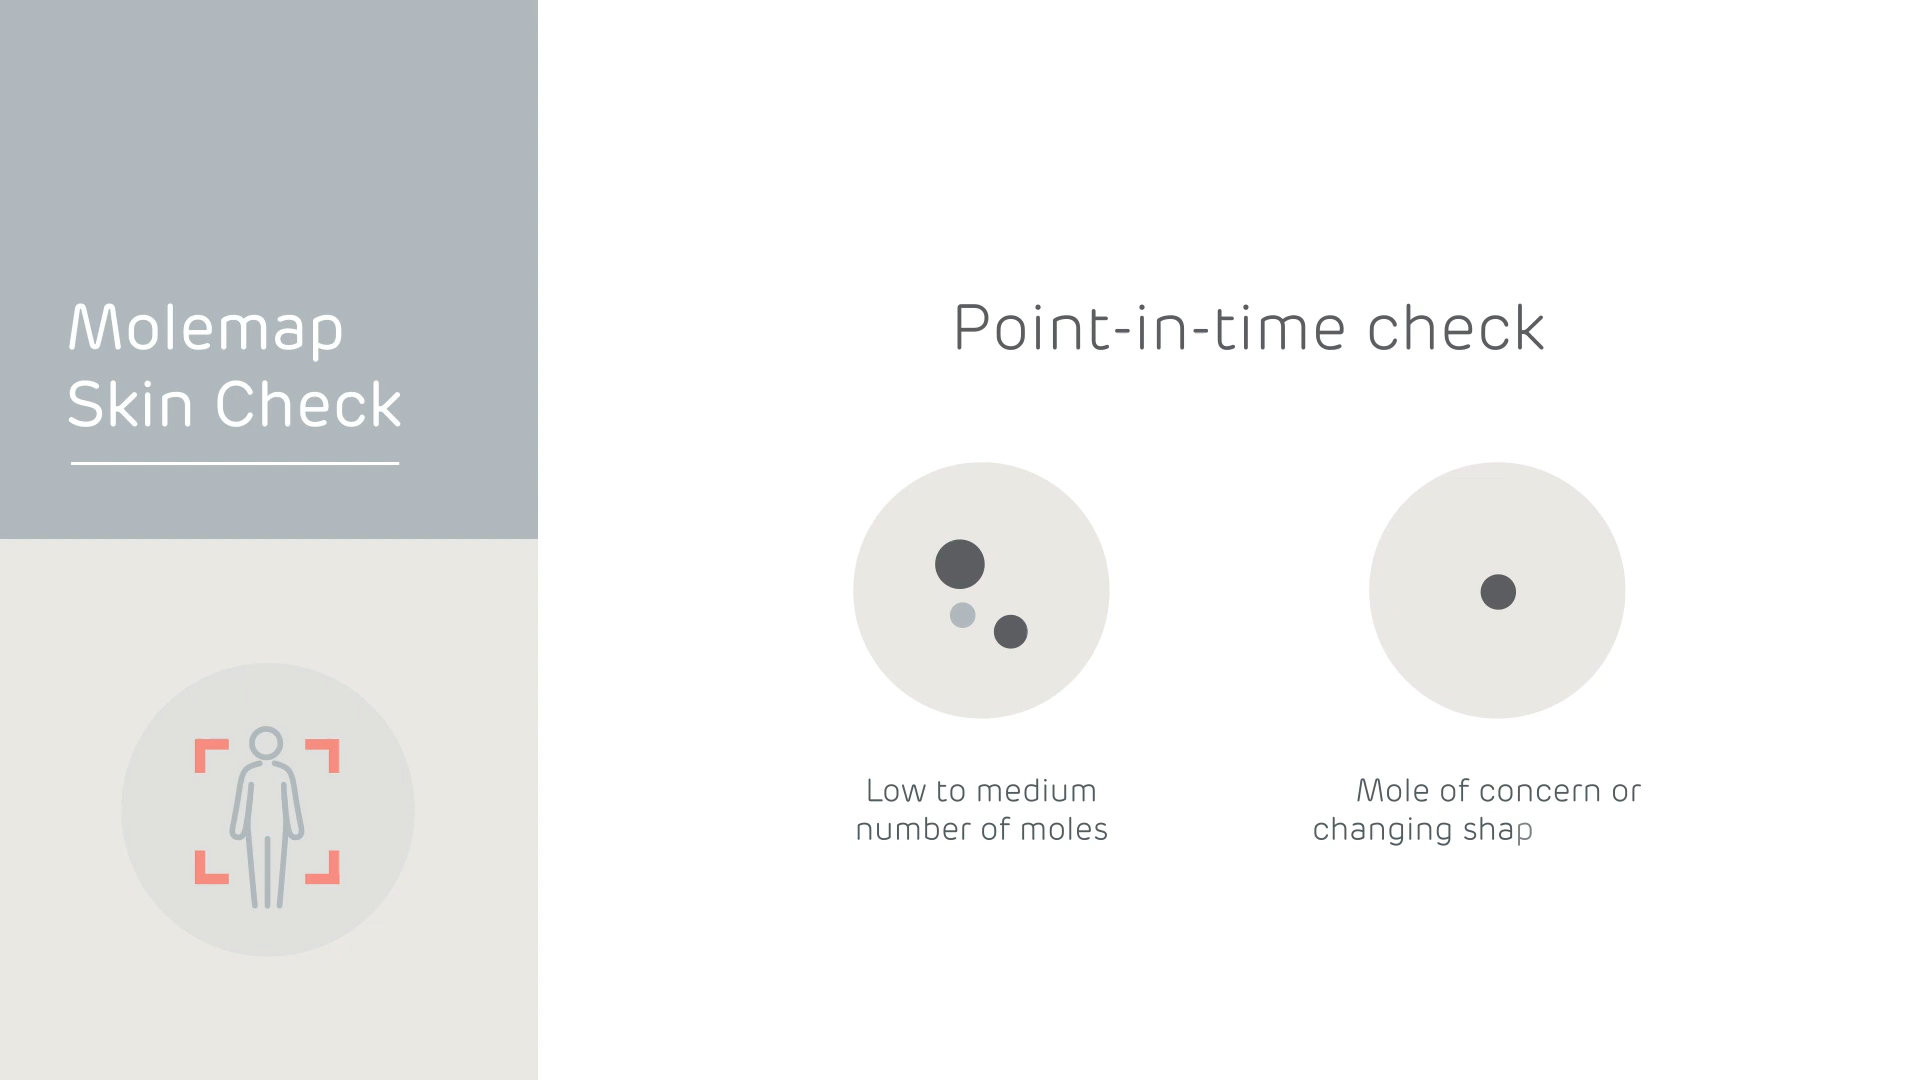 Molemap
Skin Check
Point-in-time check
Low to medium
number of moles
Mole of concern or
changing shap